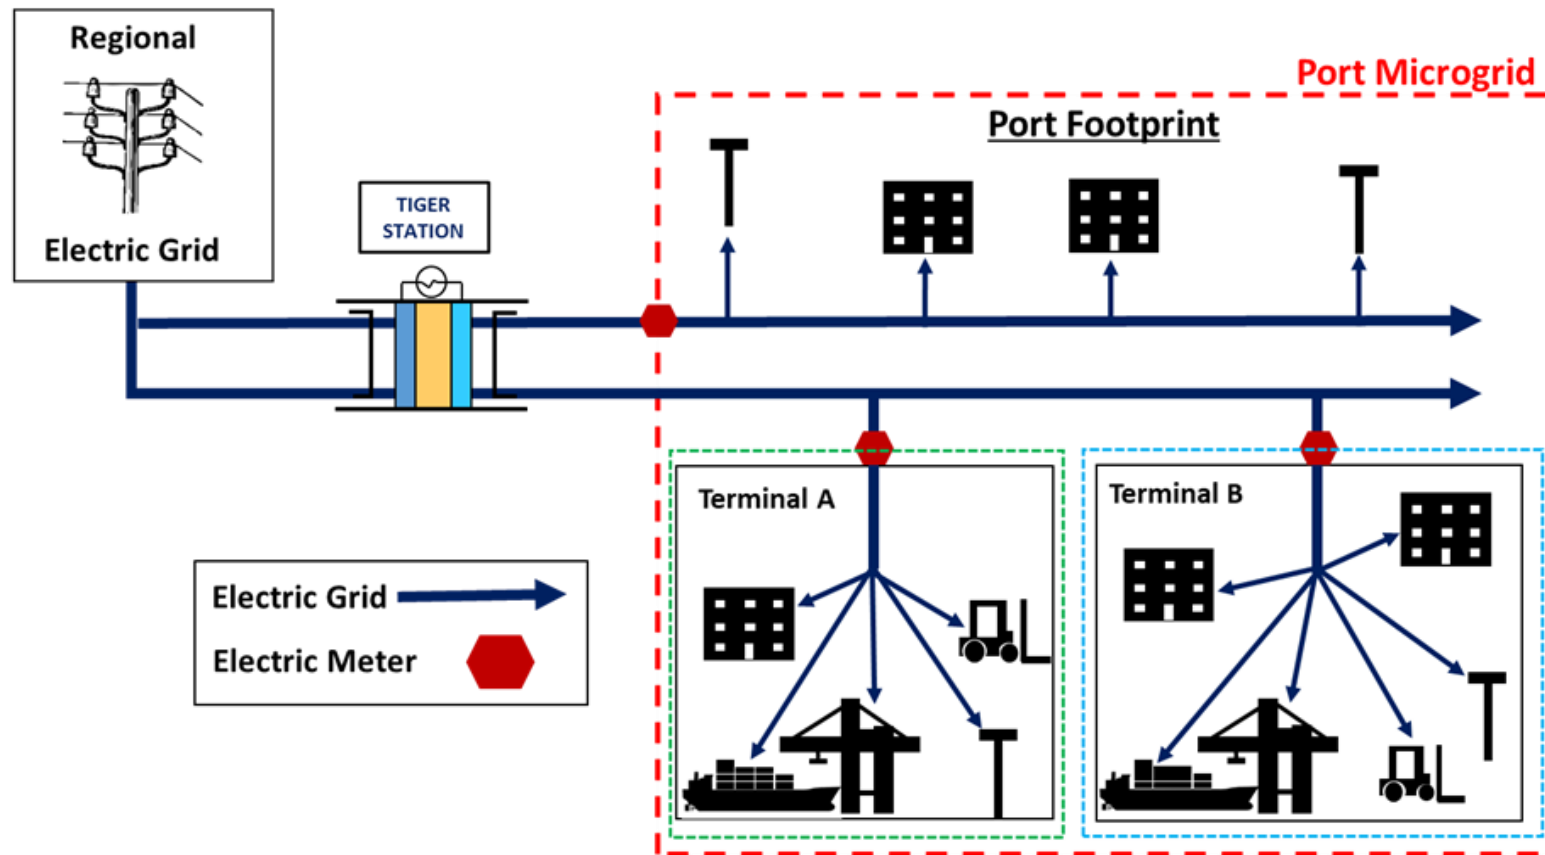 Regional
Electric Grid
TIGER
STATION
Port Microgrid
Port Footprint
Terminal A
Terminal B
Electric Grid
Electric Meter